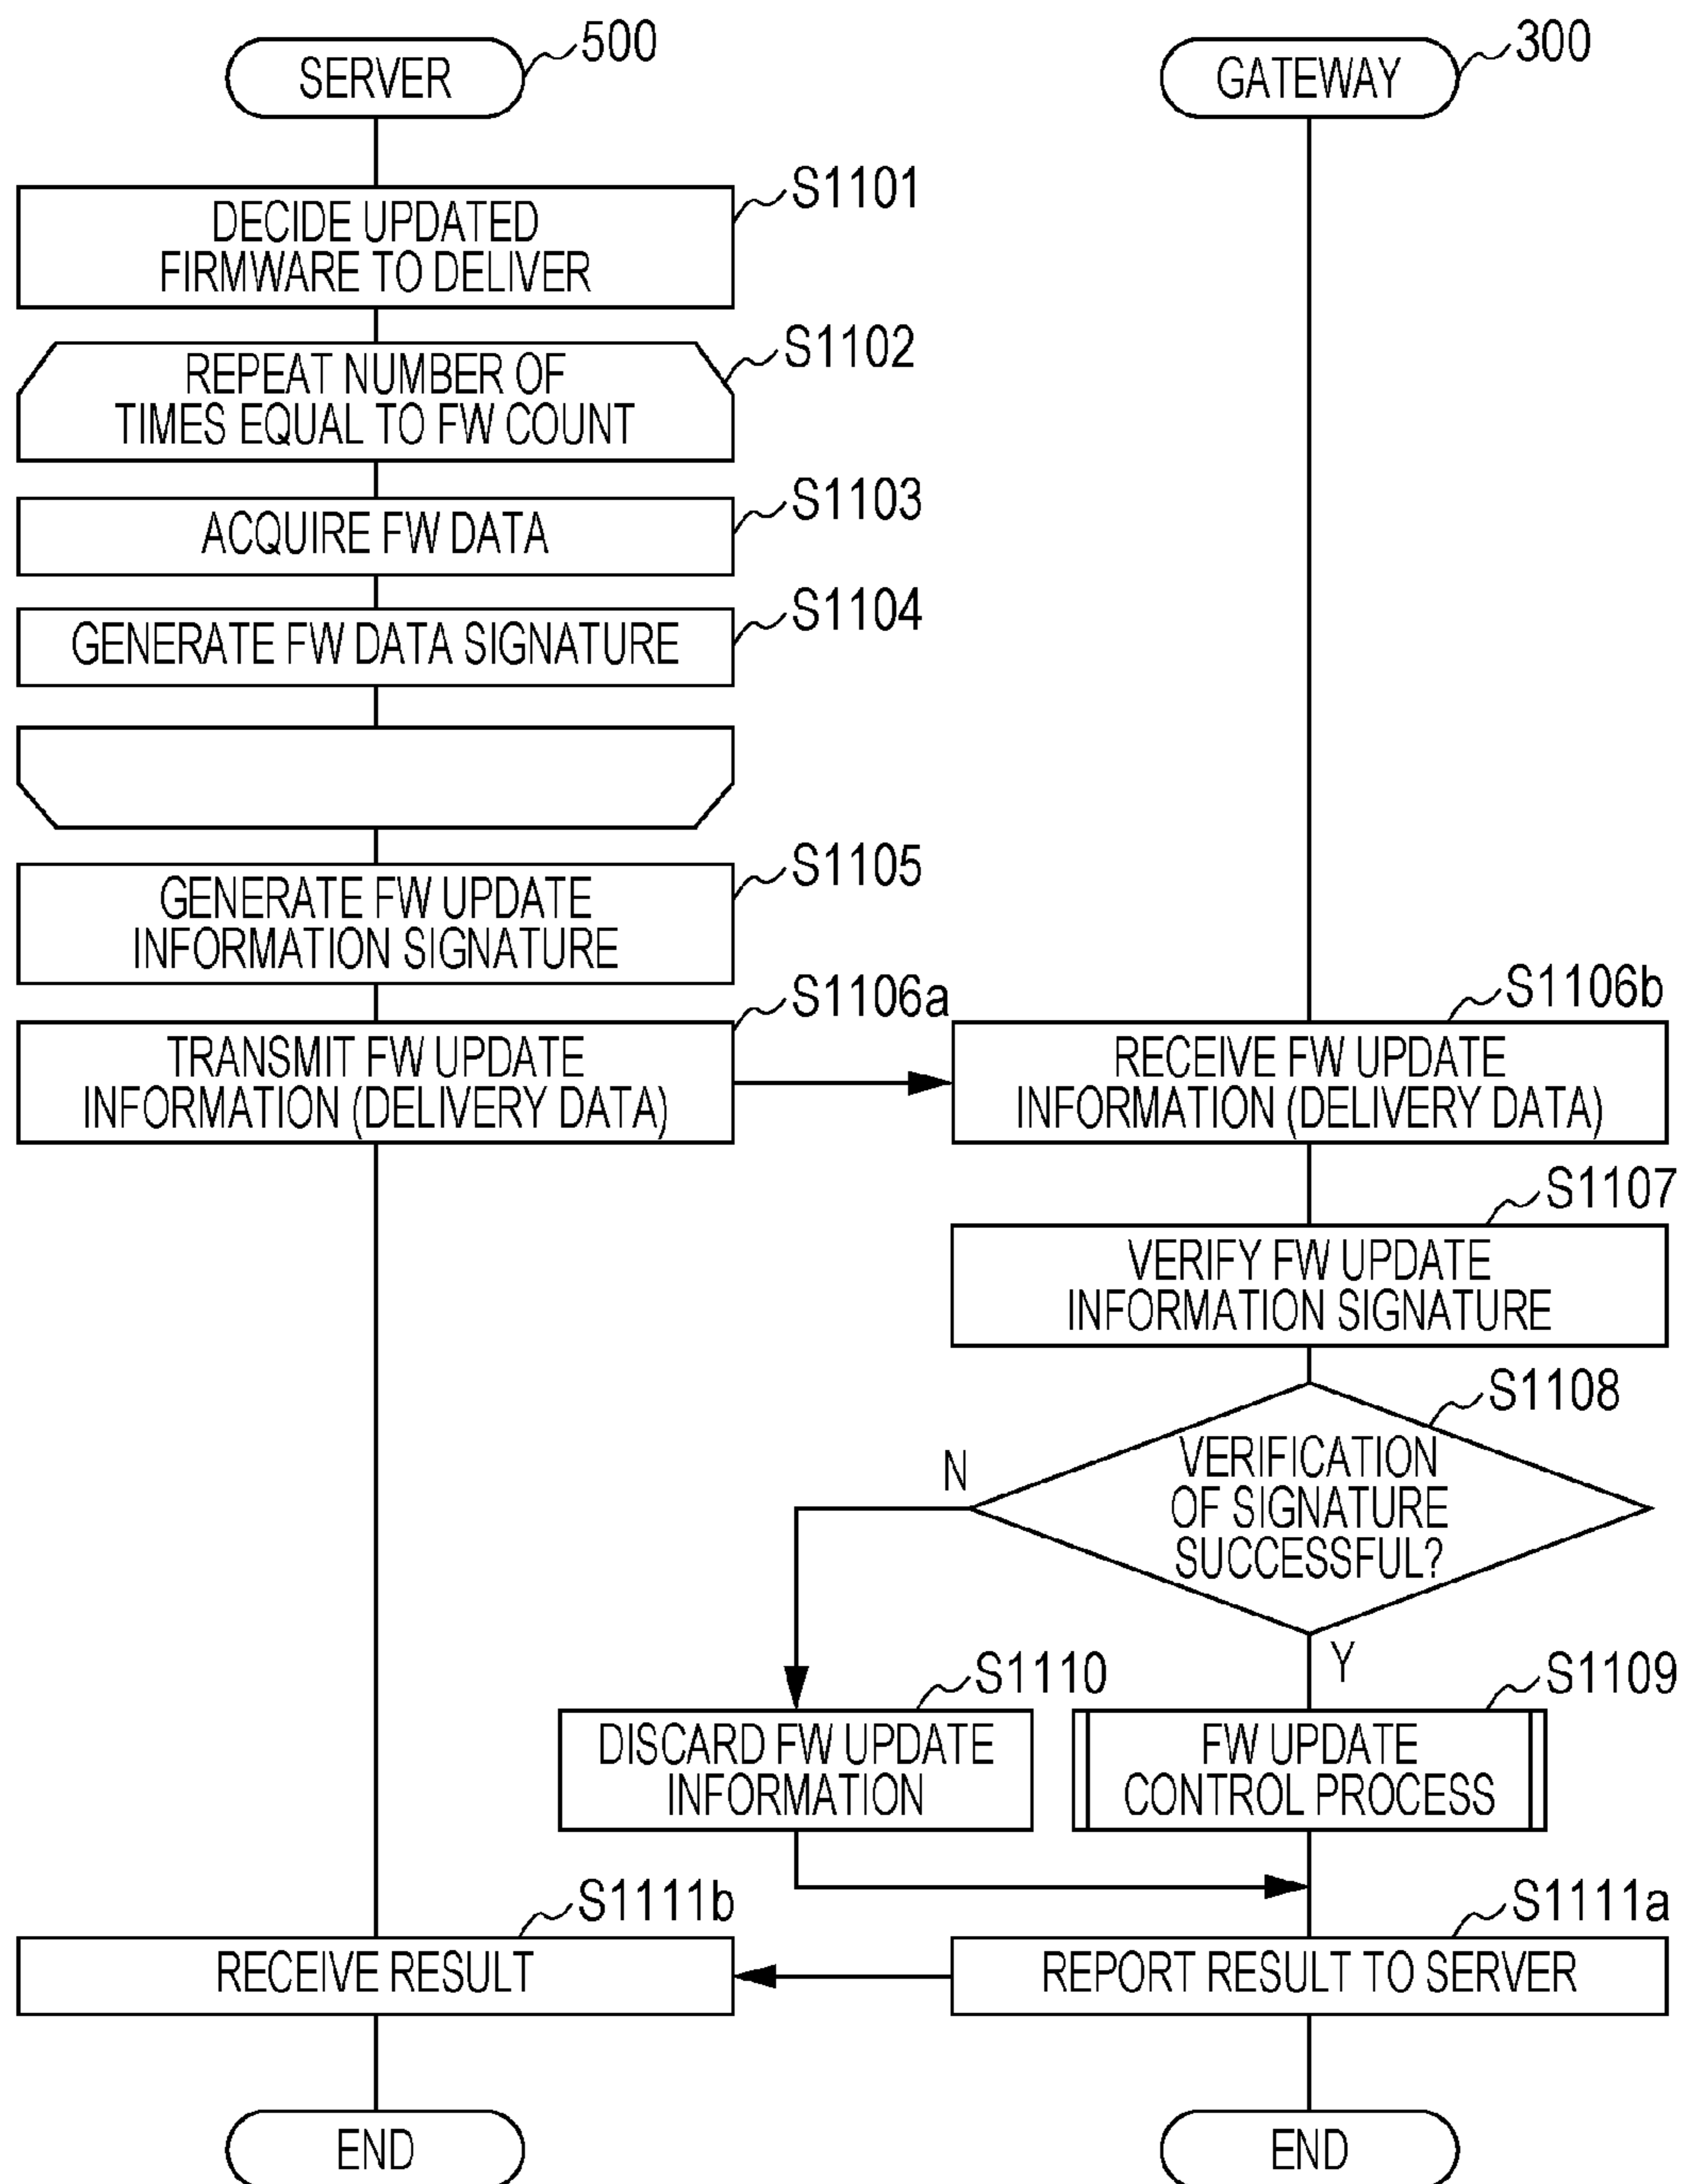 SERVER
500
GATEWAY
300
DECIDE UPDATED
FIRMWARE TO DELIVER
S1101
REPEAT NUMBER OF
TIMES EQUAL TO FW COUNT
S1102
ACQUIRE FW DATA
S1103
GENERATE FW DATA SIGNATURE
S1104
GENERATE FW UPDATE
INFORMATION SIGNATURE
S1105
TRANSMIT FW UPDATE
INFORMATION (DELIVERY DATA)
S1106a
RECEIVE FW UPDATE
INFORMATION (DELIVERY DATA)
S1106b
VERIFY FW UPDATE
INFORMATION SIGNATURE
S1107
VERIFICATION
OF SIGNATURE
SUCCESSFUL?
S1108
N
Y
DISCARD FW UPDATE
INFORMATION
S1110
FW UPDATE
CONTROL PROCESS
S1109
RECEIVE RESULT
S1111b
REPORT RESULT TO SERVER
S1111a
END
END